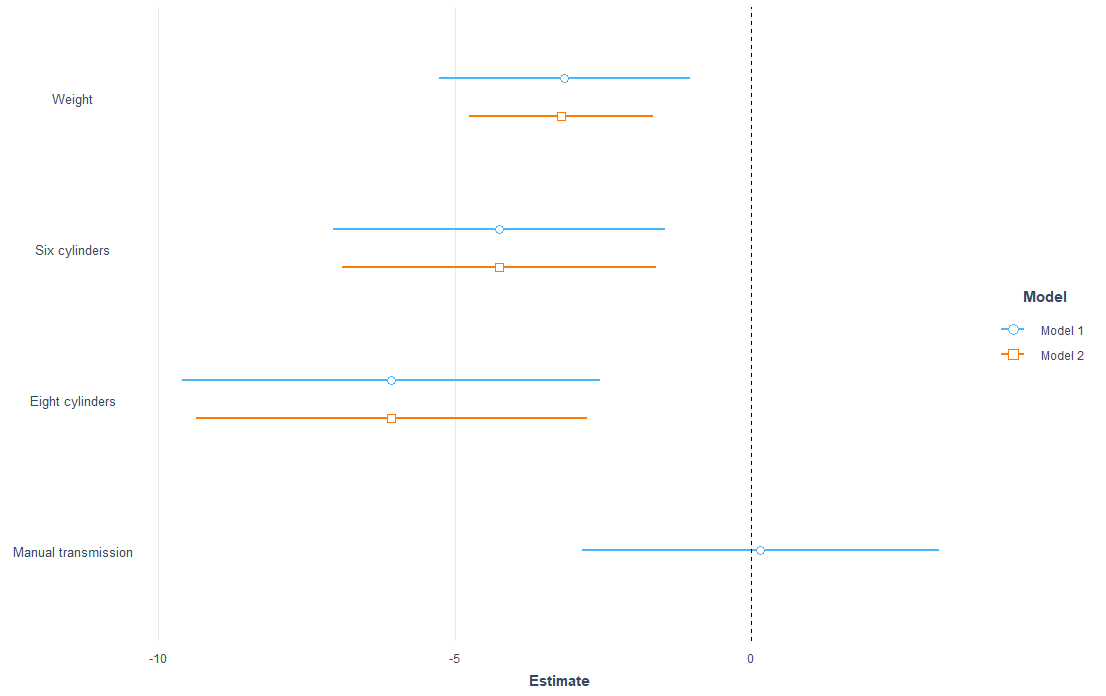 Weight
Six cylinders
Eight cylinders
Manual transmission
-10
-5
0
Estimate
Model
Model 1
Model 2